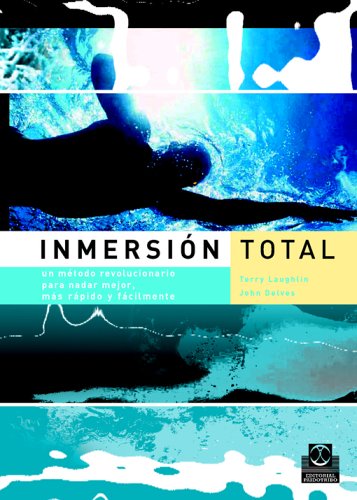 INMERSIÓN TOTAL
un método revolucionario
para nadar mejor,
más rápido y fácilmente
Terry Laughlin
John Delves
EDITORIAL
PAIDOTRIBO